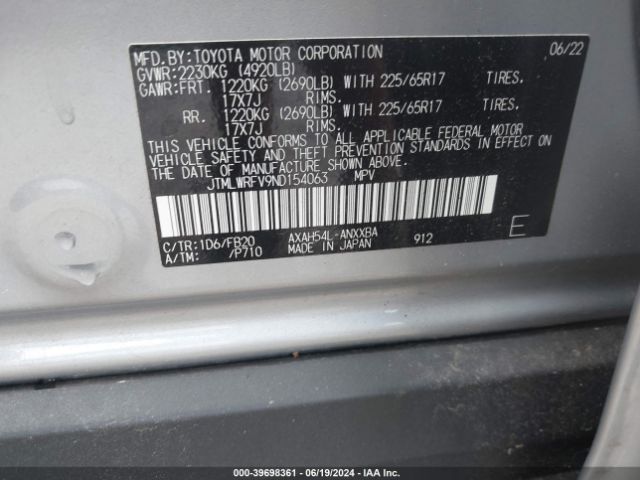 MFD.BY:TOYOTA MOTOR CORPORATION 06/22
GVWR:2230KG (4920LB)
GAWR:FRT. 1220KG (2690LB) WITH 225/65R17 TIRES.
17X7J RIMS.
RR. 1220KG (2690LB) WITH 225/65R17 TIRES.
17X7J RIMS.
THIS VEHICLE CONFORMS TO ALL APPLICABLE FEDERAL MOTOR
VEHICLE SAFETY AND THEFT PREVENTION STANDARDS IN EFFECT ON
THE DATE OF MANUFACTURE SHOWN ABOVE.
JTMLWRFV9ND154063 MPV
C/TR:1D6/FB20 AXAH54L-ANXXBA 912 E
A/TM: /P710 MADE IN JAPAN
000-39698361 - 06/19/2024 - IAA Inc.